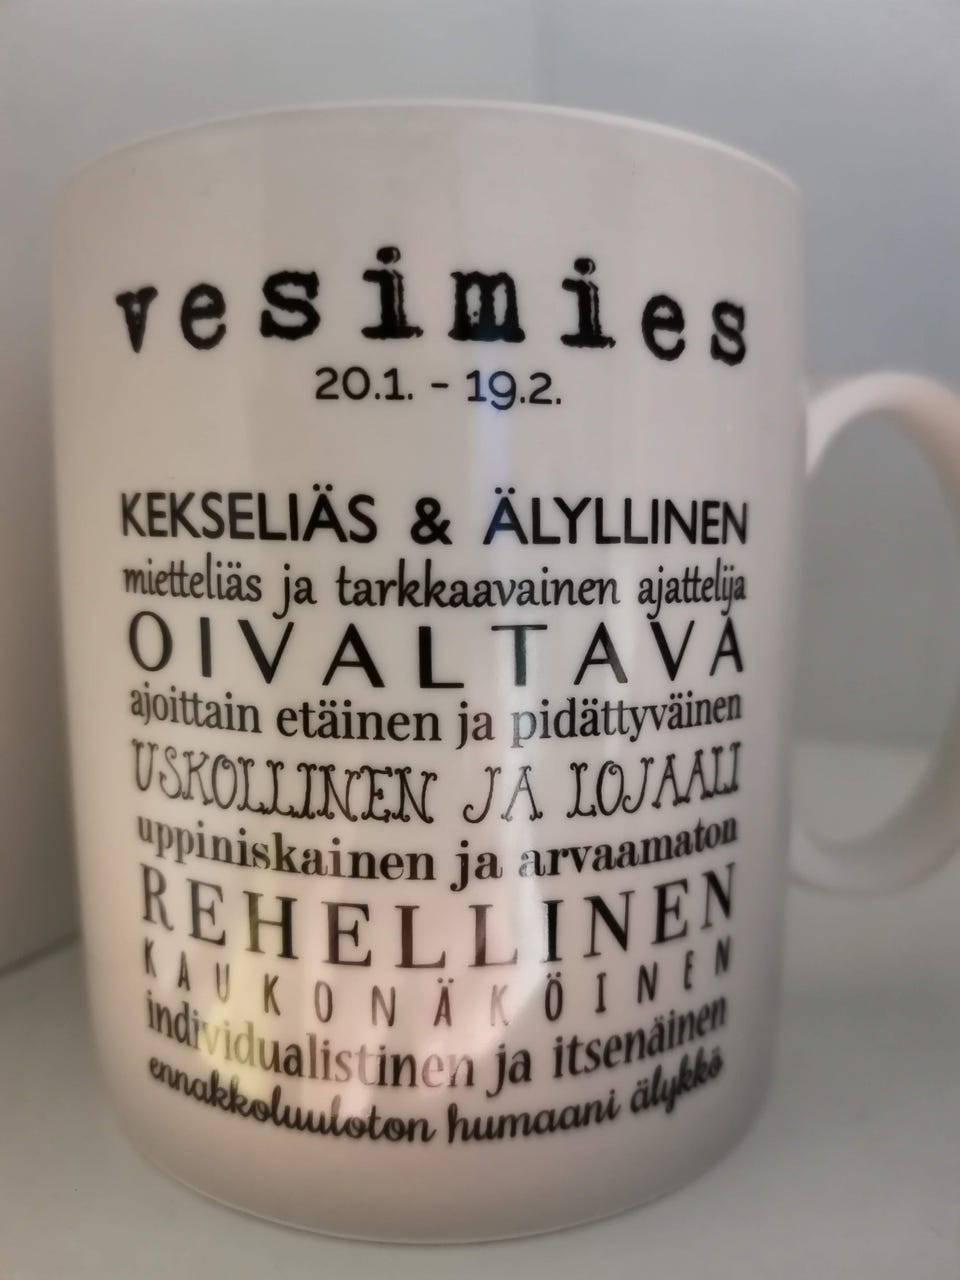 vesimies
20.1. - 19.2.
KEKSELIÄS & ÄLYLLINEN
mietteliäs ja tarkkaavainen ajattelija
OIVALTAVA
ajoittain etäinen ja pidättyväinen
USKOLLINEN JA LOJAALI
uppiniskainen ja arvaamaton
REHELLINEN
KAUKONÄKÖINEN
individualistinen ja itsenäinen
ennakkoluuloton humaani älykkö